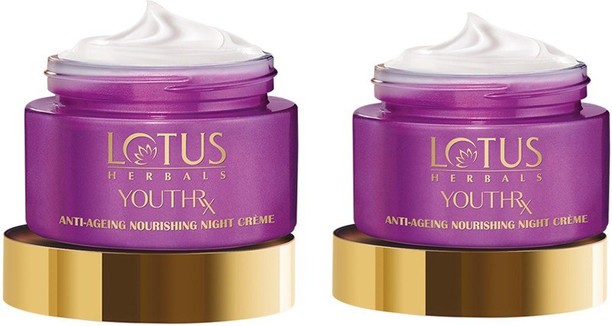 LOTUS
HERBALS
YOUTHRx
ANTI-AGEING NOURISHING NIGHT CRÈME
LOTUS
HERBALS
YOUTHRx
ANTI-AGEING NOURISHING NIGHT CRÈME